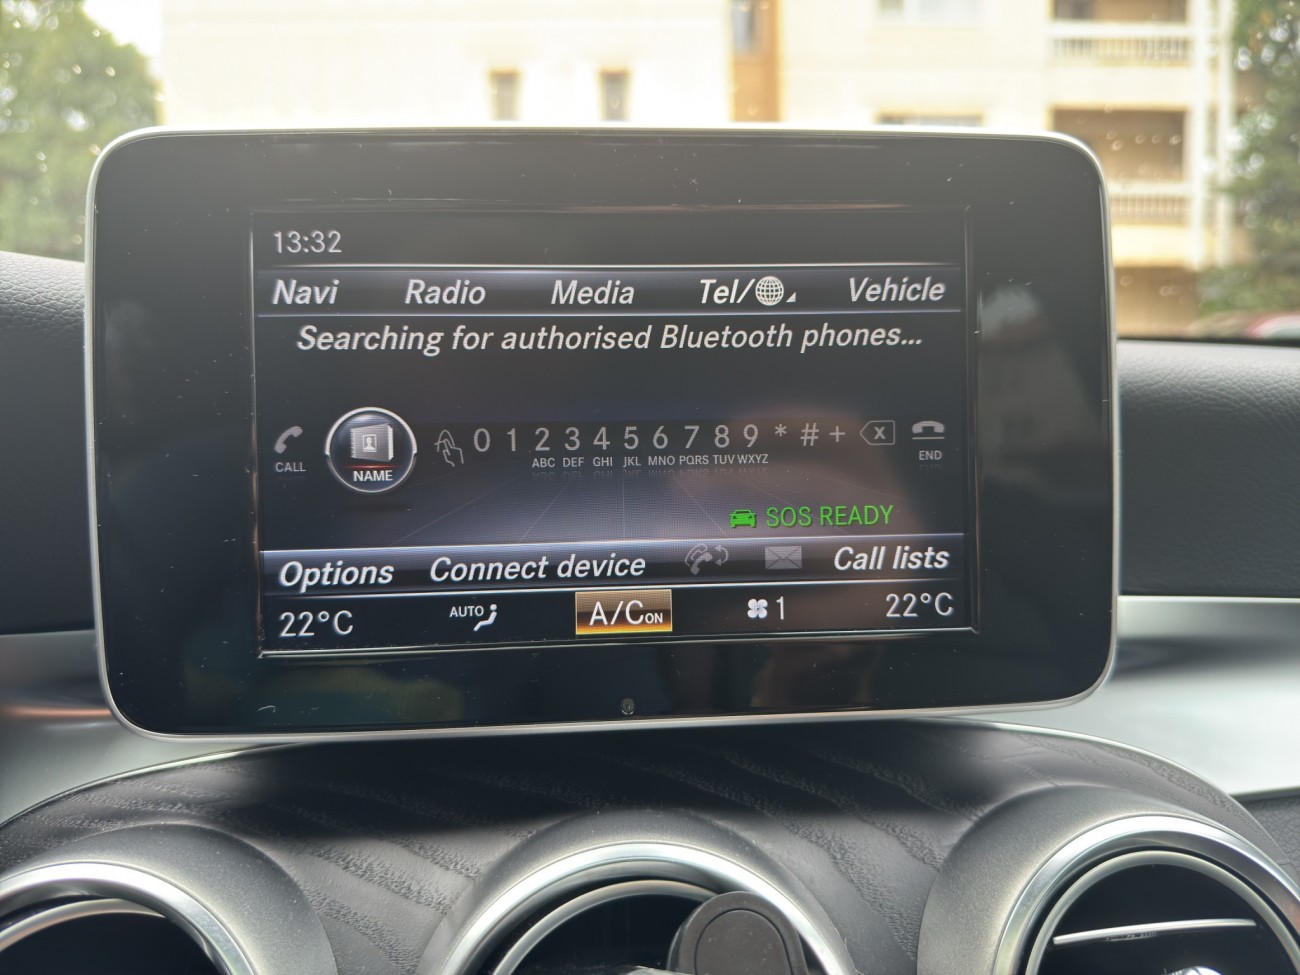 13:32
Navi Radio Media Tel/ Vehicle
Searching for authorised Bluetooth phones...
CALL NAME 0 1 2 3 4 5 6 7 8 9 * # + X END
ABC DEF GHI JKL MNO PQRS TUV WXYZ
SOS READY
Options Connect device Call lists
22°C AUTO A/C ON 1 22°C